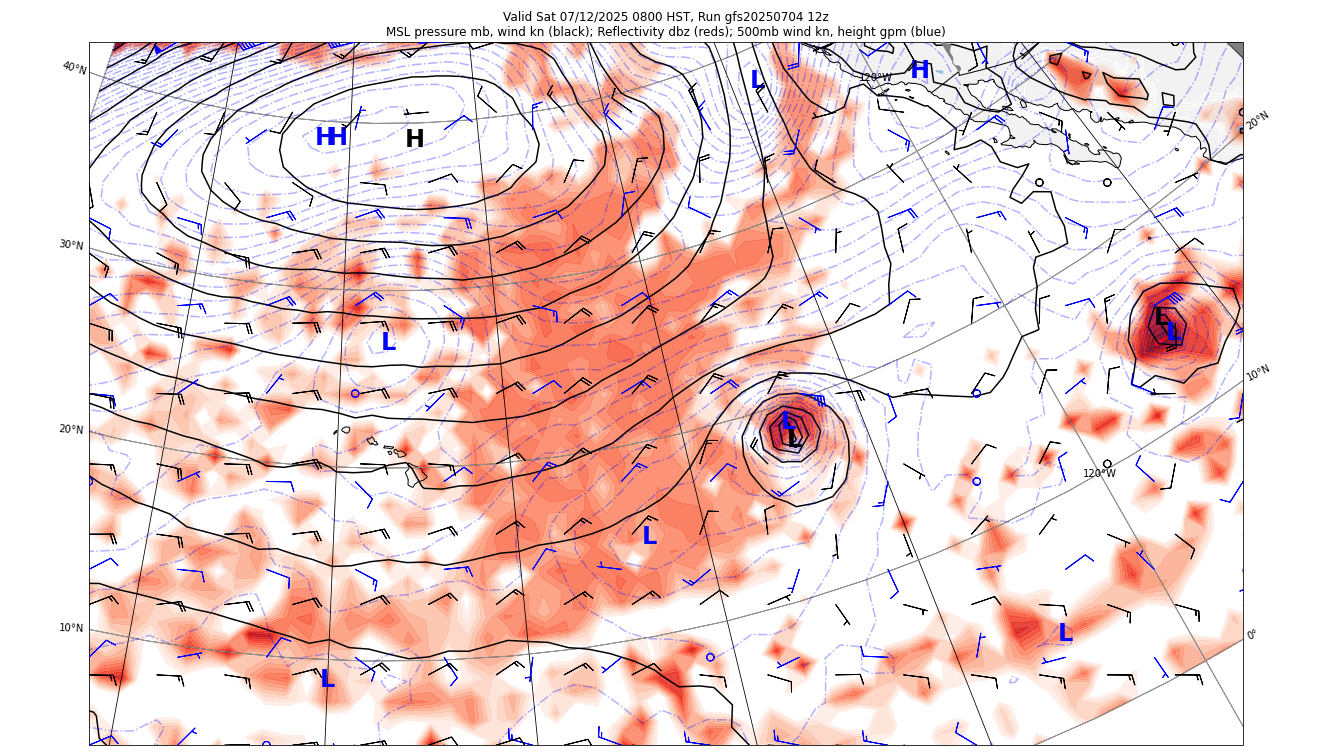 Valid Sat 07/12/2025 0800 HST, Run gfs20250704 12z
MSL pressure mb, wind kn (black); Reflectivity dbz (reds); 500mb wind kn, height gpm (blue)
40°N
120°W
H
L
20°N
HH
H
30°N
L
L
L
10°N
20°N
L
L
120°W
L
10°N
L
0°
L